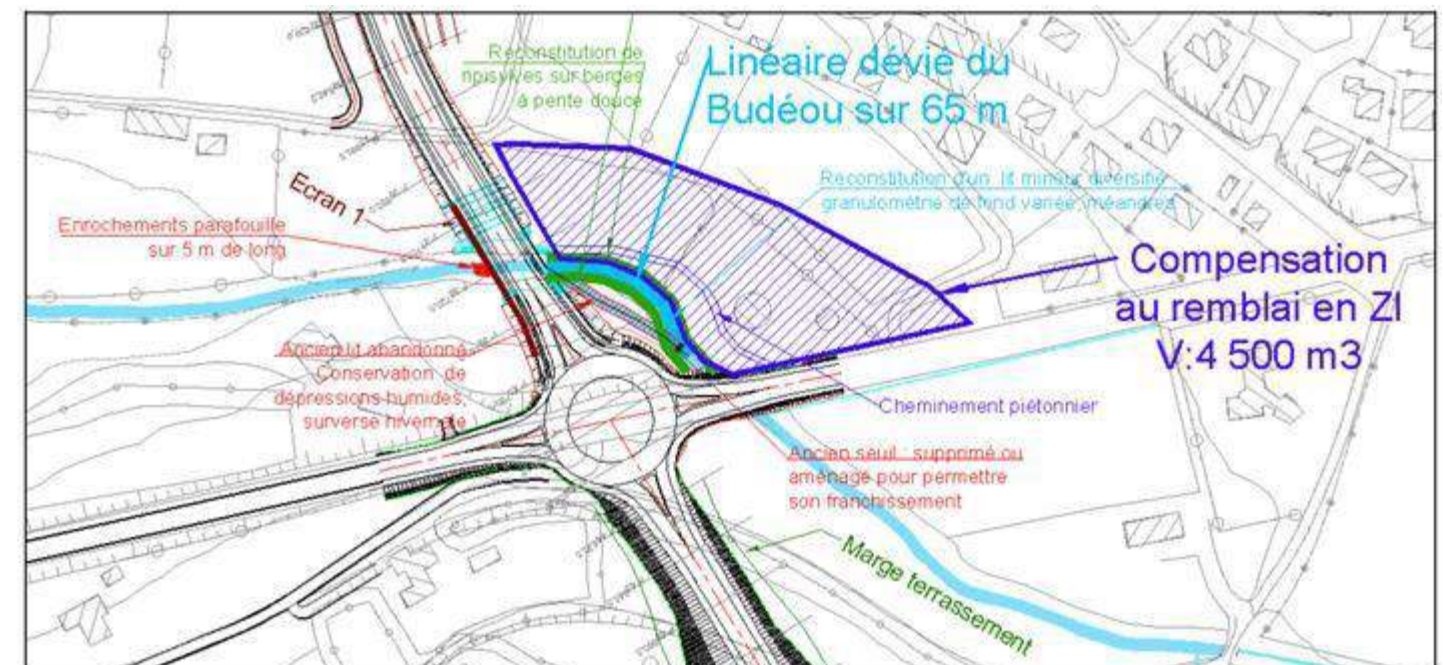 Reconstitution de
ripisylves sur berges
à pente douce
Linéaire dévié du
Budéou sur 65 m
Reconstitution d'un lit mineur diversifié
granulométrie de fond variée, méandres
Ecran 1
Enrochements parafouille
sur 5 m de long
Compensation
au remblai en ZI
V:4 500 m3
Ancien lit abandonné
Conservation de
dépressions humides,
surverse hivernale
Cheminement piétonnier
Ancien seuil : supprimé ou
aménagé pour permettre
son franchissement
Marge terrassement